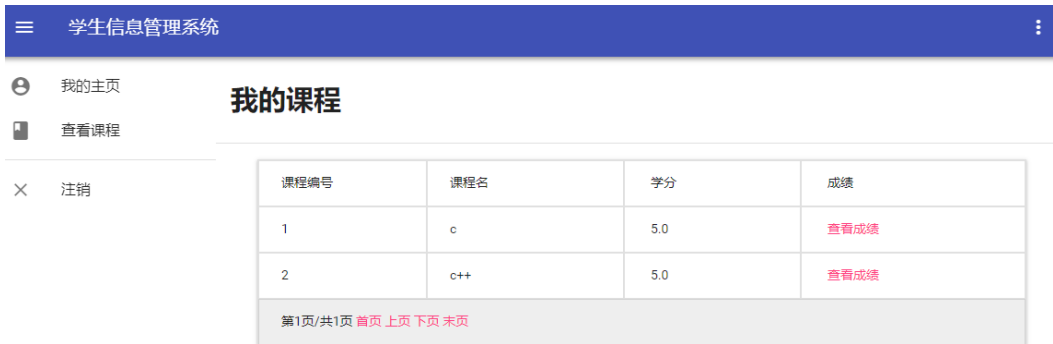 学生信息管理系统
我的主页
查看课程
注销
我的课程
课程编号 课程名 学分 成绩
1 c 5.0 查看成绩
2 c++ 5.0 查看成绩
第1页/共1页 首页 上页 下页 末页